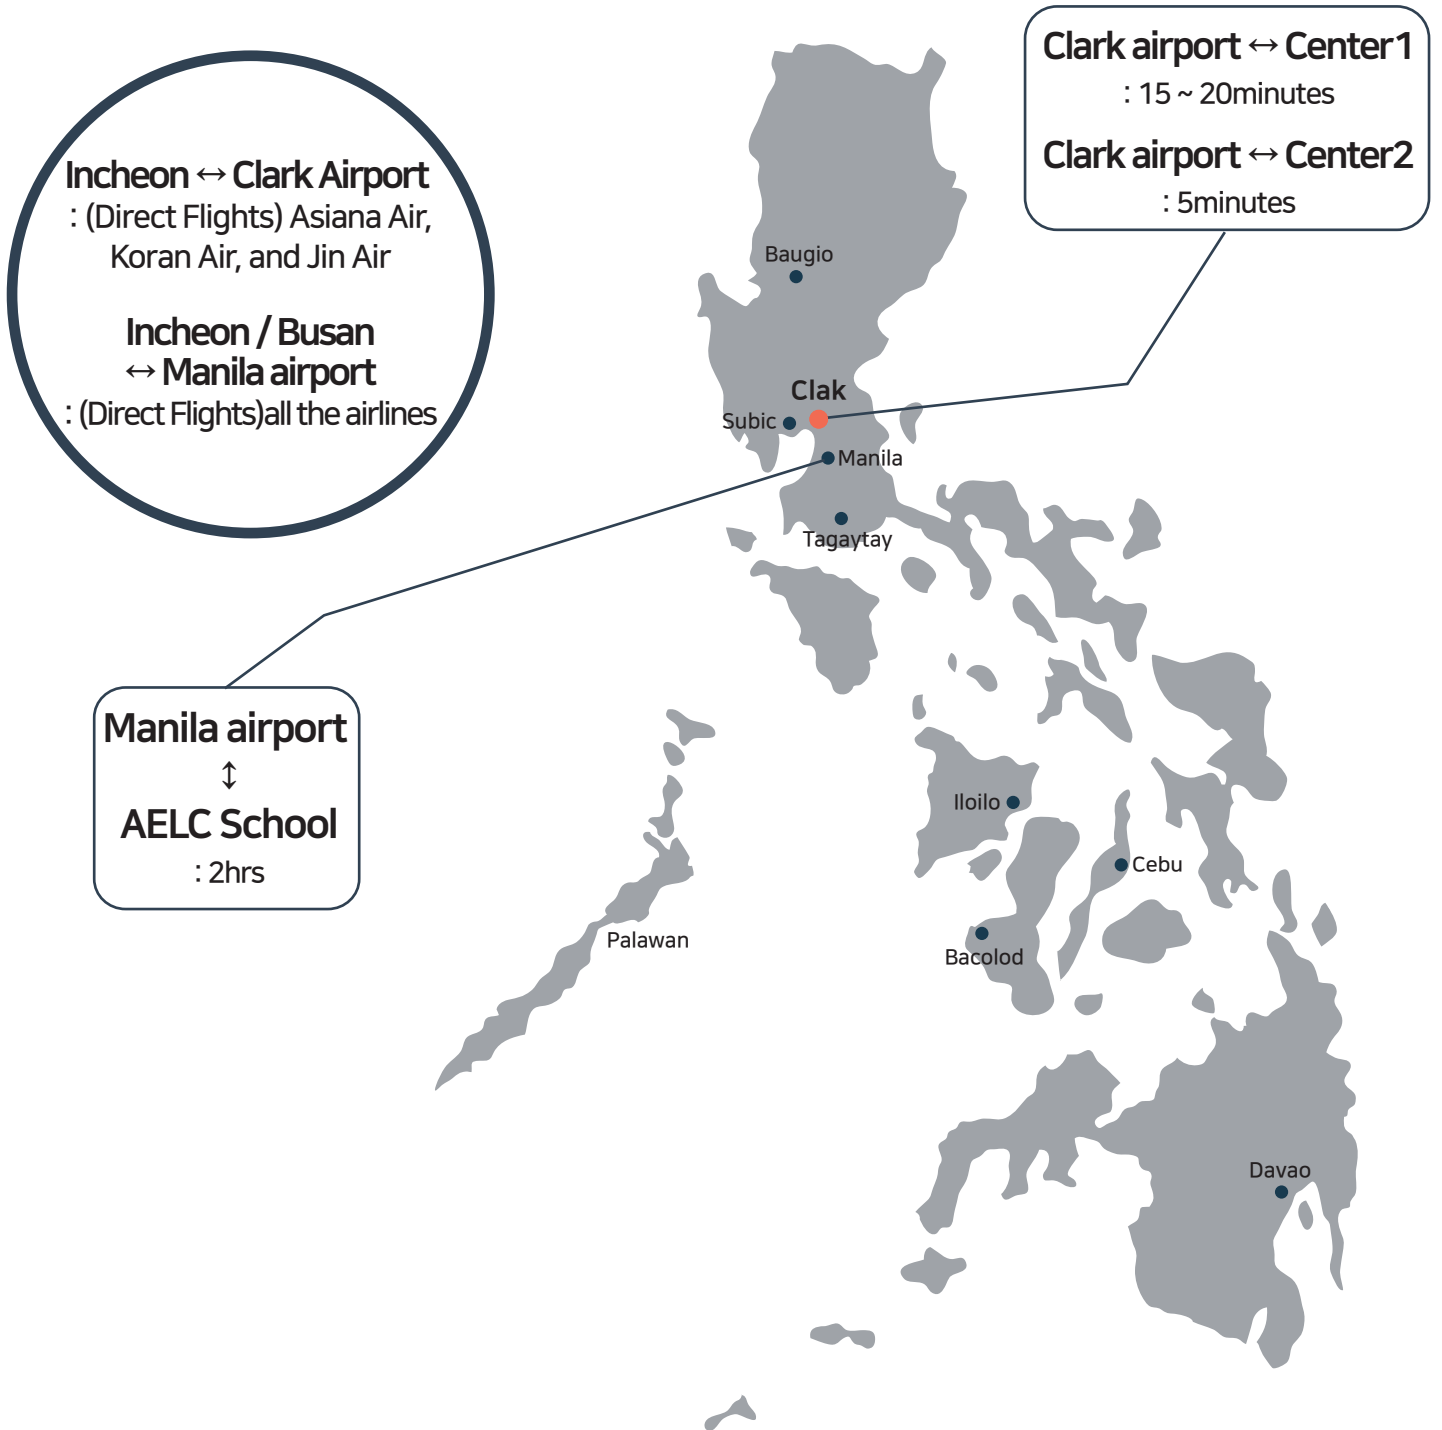 Incheon ↔ Clark Airport
: (Direct Flights) Asiana Air,
Koran Air, and Jin Air
Incheon / Busan
↔ Manila airport
: (Direct Flights)all the airlines
Clark airport ↔ Center1
: 15 ~ 20minutes
Clark airport ↔ Center2
: 5minutes
Baugio
Clak
Subic
Manila
Tagaytay
Manila airport
↕
AELC School
: 2hrs
Iloilo
Cebu
Palawan
Bacolod
Davao